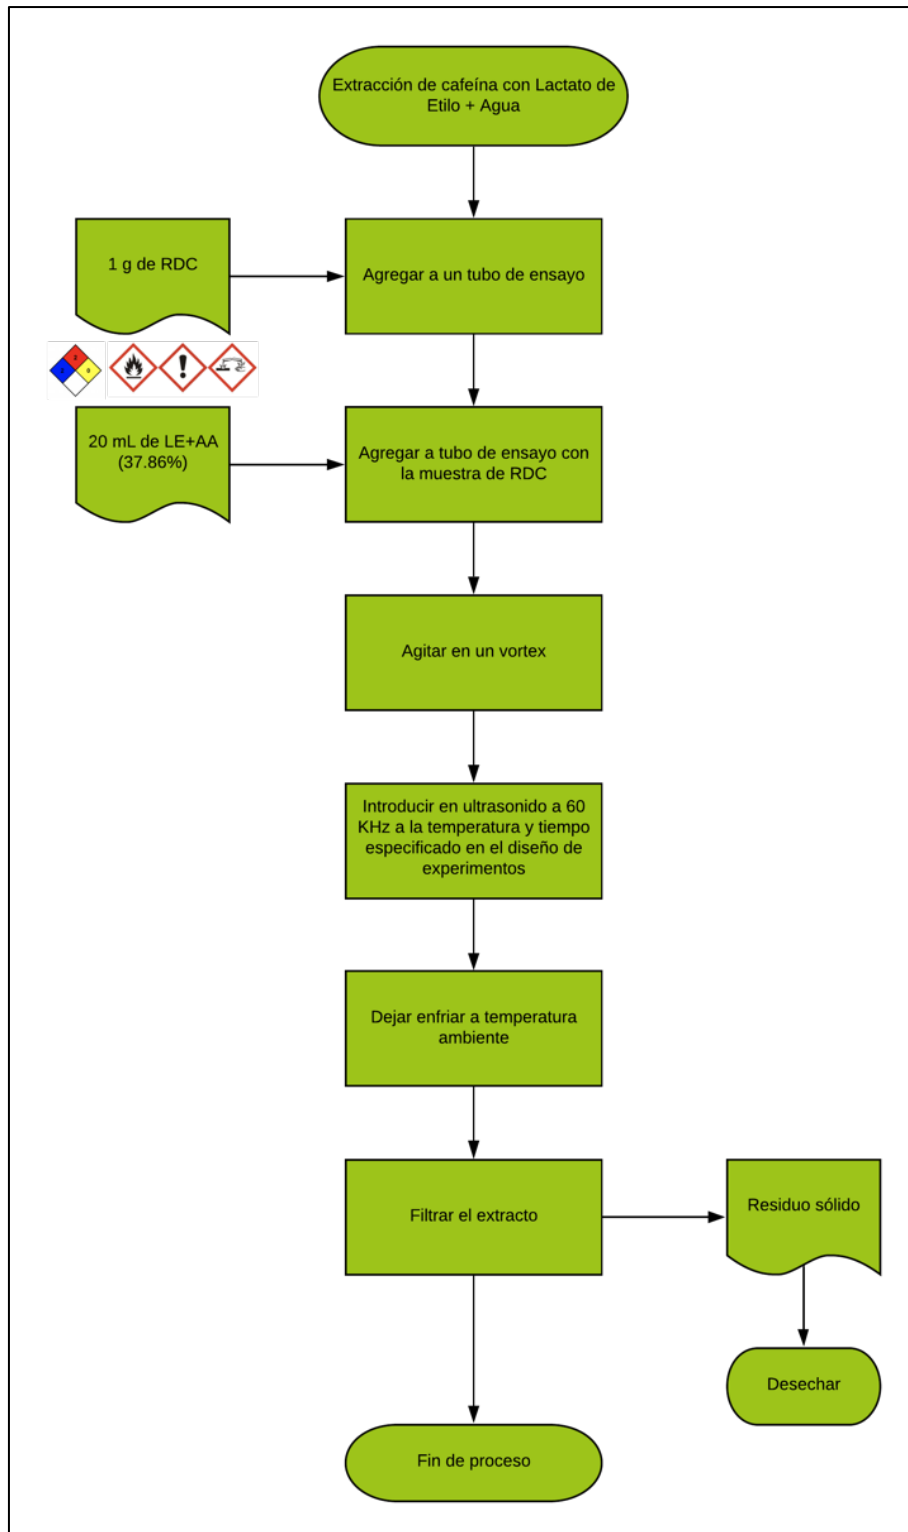 Extracción de cafeína con Lactato de
Etilo + Agua
1 g de RDC
Agregar a un tubo de ensayo
2
0
20 mL de LE+AA
(37.86%)
Agregar a tubo de ensayo con
la muestra de RDC
Agitar en un vortex
Introducir en ultrasonido a 60
KHz a la temperatura y tiempo
especificado en el diseño de
experimentos
Dejar enfriar a temperatura
ambiente
Filtrar el extracto
Residuo sólido
Desechar
Fin de proceso